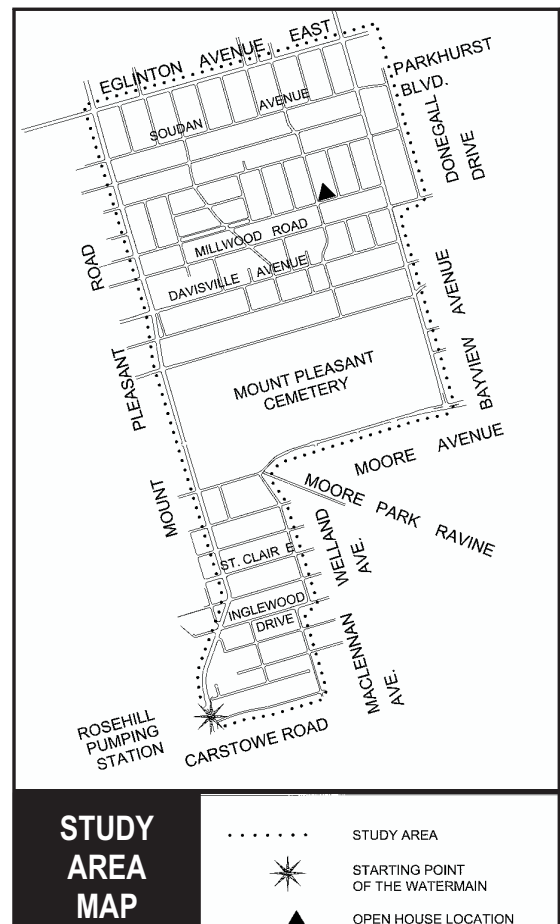 EGLINTON AVENUE EAST
PARKHURST
BLVD.
SOUDAN AVENUE
DONEGALL
DRIVE
MILLWOOD ROAD
DAVISVILLE AVENUE
MOUNT PLEASANT ROAD
BAYVIEW AVENUE
MOUNT PLEASANT
CEMETERY
MOORE AVENUE
MOORE PARK RAVINE
WELLAND
AVE.
ST. CLAIR E
INGLEWOOD
DRIVE
MACLENNAN
AVE.
ROSEHILL
PUMPING
STATION
CARSTOWE ROAD
STUDY
AREA
MAP
STUDY AREA
STARTING POINT
OF THE WATERMAIN
OPEN HOUSE LOCATION